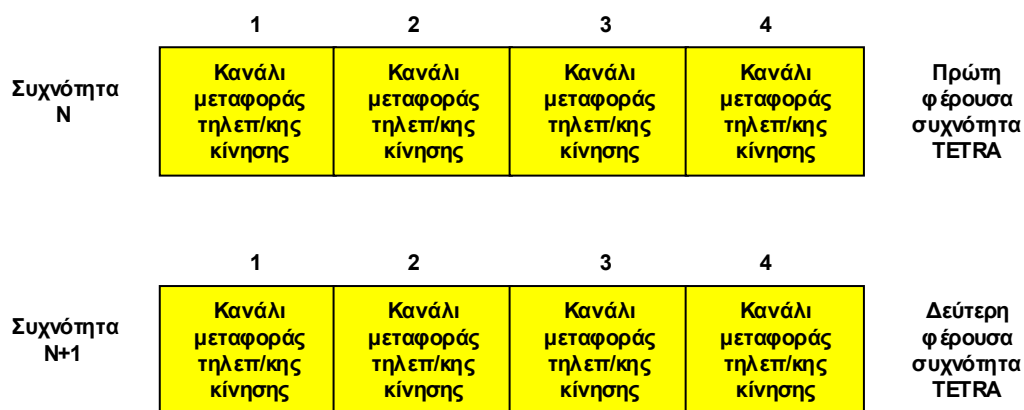 1 2 3 4
Συχνότητα
Ν
Κανάλι
μεταφοράς
τηλεπ/κης
κίνησης
Κανάλι
μεταφοράς
τηλεπ/κης
κίνησης
Κανάλι
μεταφοράς
τηλεπ/κης
κίνησης
Κανάλι
μεταφοράς
τηλεπ/κης
κίνησης
Πρώτη
φέρουσα
συχνότητα
TETRA
1 2 3 4
Συχνότητα
Ν+1
Κανάλι
μεταφοράς
τηλεπ/κης
κίνησης
Κανάλι
μεταφοράς
τηλεπ/κης
κίνησης
Κανάλι
μεταφοράς
τηλεπ/κης
κίνησης
Κανάλι
μεταφοράς
τηλεπ/κης
κίνησης
Δεύτερη
φέρουσα
συχνότητα
TETRA